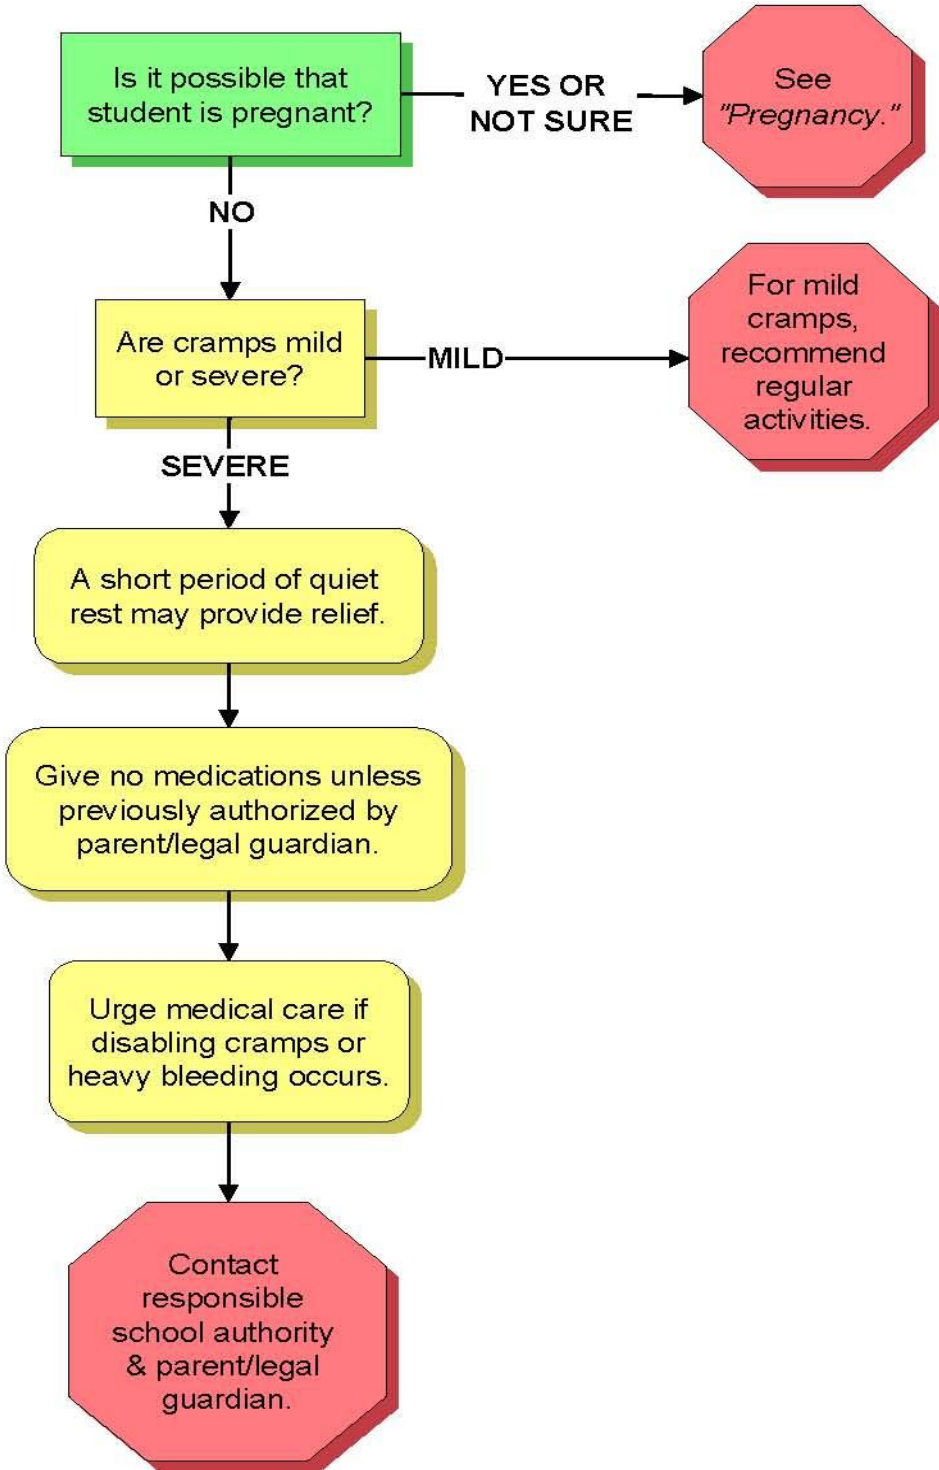 Is it possible that
student is pregnant?
YES OR
NOT SURE
See
"Pregnancy."
NO
Are cramps mild
or severe?
MILD
For mild
cramps,
recommend
regular
activities.
SEVERE
A short period of quiet
rest may provide relief.
Give no medications unless
previously authorized by
parent/legal guardian.
Urge medical care if
disabling cramps or
heavy bleeding occurs.
Contact
responsible
school authority
& parent/legal
guardian.